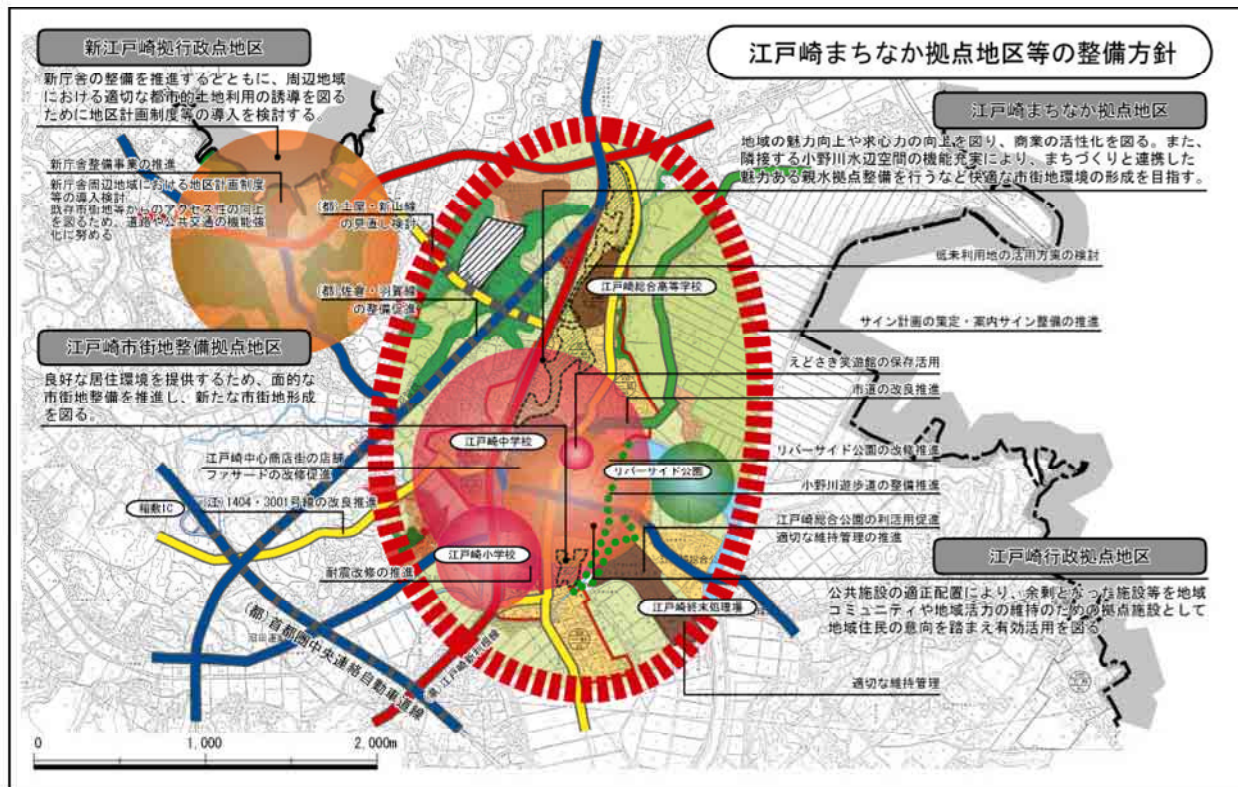 江戸崎まちなか拠点地区等の整備方針
新江戸崎拠行政点地区
新庁舎の整備を推進するとともに、周辺地域
における適切な都市的土地利用の誘導を図る
ために地区計画制度等の導入を検討する。
新庁舎整備事業の推進
新庁舎周辺地域における地区計画制度
等の導入検討
既存市街地等からのアクセス性の向上
を図るため、道路や公共交通の機能強
化に努める
江戸崎まちなか拠点地区
地域の魅力向上や求心力の向上を図り、商業の活性化を図る。また、
隣接する小野川水辺空間の機能充実により、まちづくりと連携した
魅力ある親水拠点整備を行うなど快適な市街地環境の形成を目指す。
(都)土屋・新山線
の見直し検討
(都)佐倉・羽賀線
の整備促進
低未利用地の活用方策の検討
江戸崎総合高等学校
サイン計画の策定・案内サイン整備の推進
江戸崎市街地整備拠点地区
良好な居住環境を提供するため、面的な
市街地整備を推進し、新たな市街地形成
を図る。
えどさき笑遊館の保存活用
市道の改良推進
江戸崎中学校
江戸崎中心商店街の店舗
ファサードの改修促進
リバーサイド公園の改修推進
リバーサイド公園
小野川遊歩道の整備推進
稲敷IC
(江)1404・3001号線の改良推進
江戸崎総合公園の利活用促進
適切な維持管理の推進
江戸崎小学校
耐震改修の推進
江戸崎行政拠点地区
公共施設の適正配置により、余剰となった施設等を地域
コミュニティや地域活力の維持のための拠点施設として
地域住民の意向を踏まえ有効活用を図る
江戸崎終末処理場
適切な維持管理
(都)首都圏中央連絡自動車道線
0 1,000 2,000m